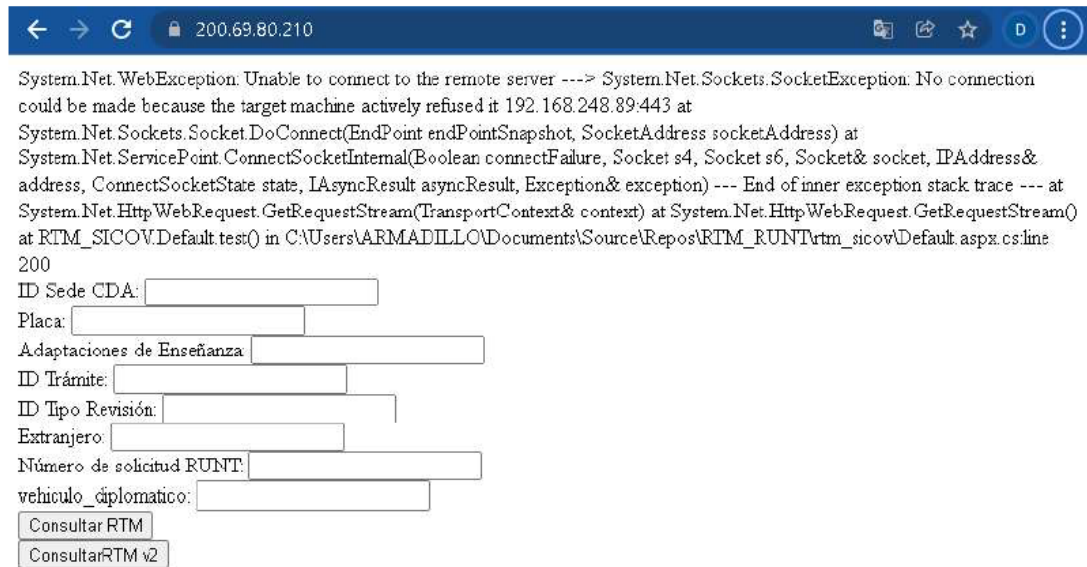 200.69.80.210
D
System.Net.WebException: Unable to connect to the remote server ---> System.Net.Sockets.SocketException: No connection
could be made because the target machine actively refused it 192.168.248.89:443 at
System.Net.Sockets.Socket.DoConnect(EndPoint endPointSnapshot, SocketAddress socketAddress) at
System.Net.ServicePoint.ConnectSocketInternal(Boolean connectFailure, Socket s4, Socket s6, Socket& socket, IPAddress&
address, ConnectSocketState state, IAsyncResult asyncResult, Exception& exception) --- End of inner exception stack trace --- at
System.Net.HttpWebRequest.GetRequestStream(TransportContext& context) at System.Net.HttpWebRequest.GetRequestStream()
at RTM_SICOV.Default.test() in C:\Users\ARMADILLO\Documents\Source\Repos\RTM_RUNT\rtm_sicov\Default.aspx.cs:line
200
ID Sede CDA:
Placa:
Adaptaciones de Enseñanza:
ID Trámite:
ID Tipo Revisión:
Extranjero:
Número de solicitud RUNT:
vehiculo_diplomatico:
Consultar RTM
ConsultarRTM v2